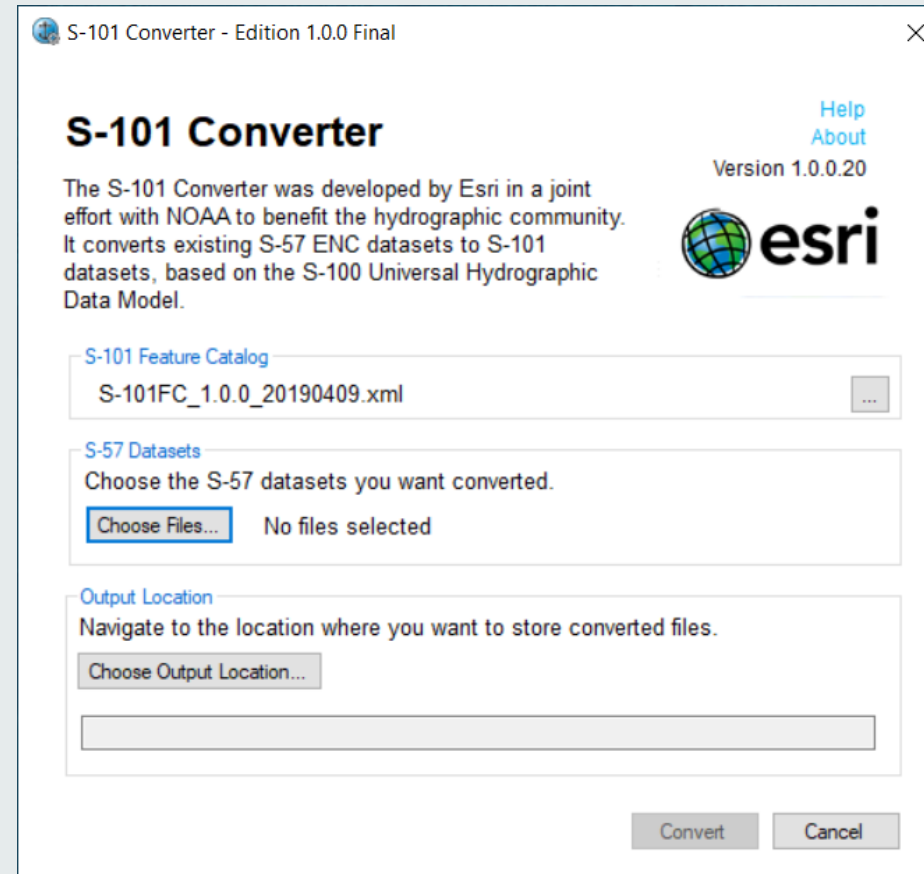 S-101 Converter - Edition 1.0.0 Final
Help
About
S-101 Converter
Version 1.0.0.20
The S-101 Converter was developed by Esri in a joint
effort with NOAA to benefit the hydrographic community.
It converts existing S-57 ENC datasets to S-101
datasets, based on the S-100 Universal Hydrographic
Data Model.
esri
S-101 Feature Catalog
S-101FC_1.0.0_20190409.xml
...
S-57 Datasets
Choose the S-57 datasets you want converted.
Choose Files... No files selected
Output Location
Navigate to the location where you want to store converted files.
Choose Output Location...
Convert Cancel